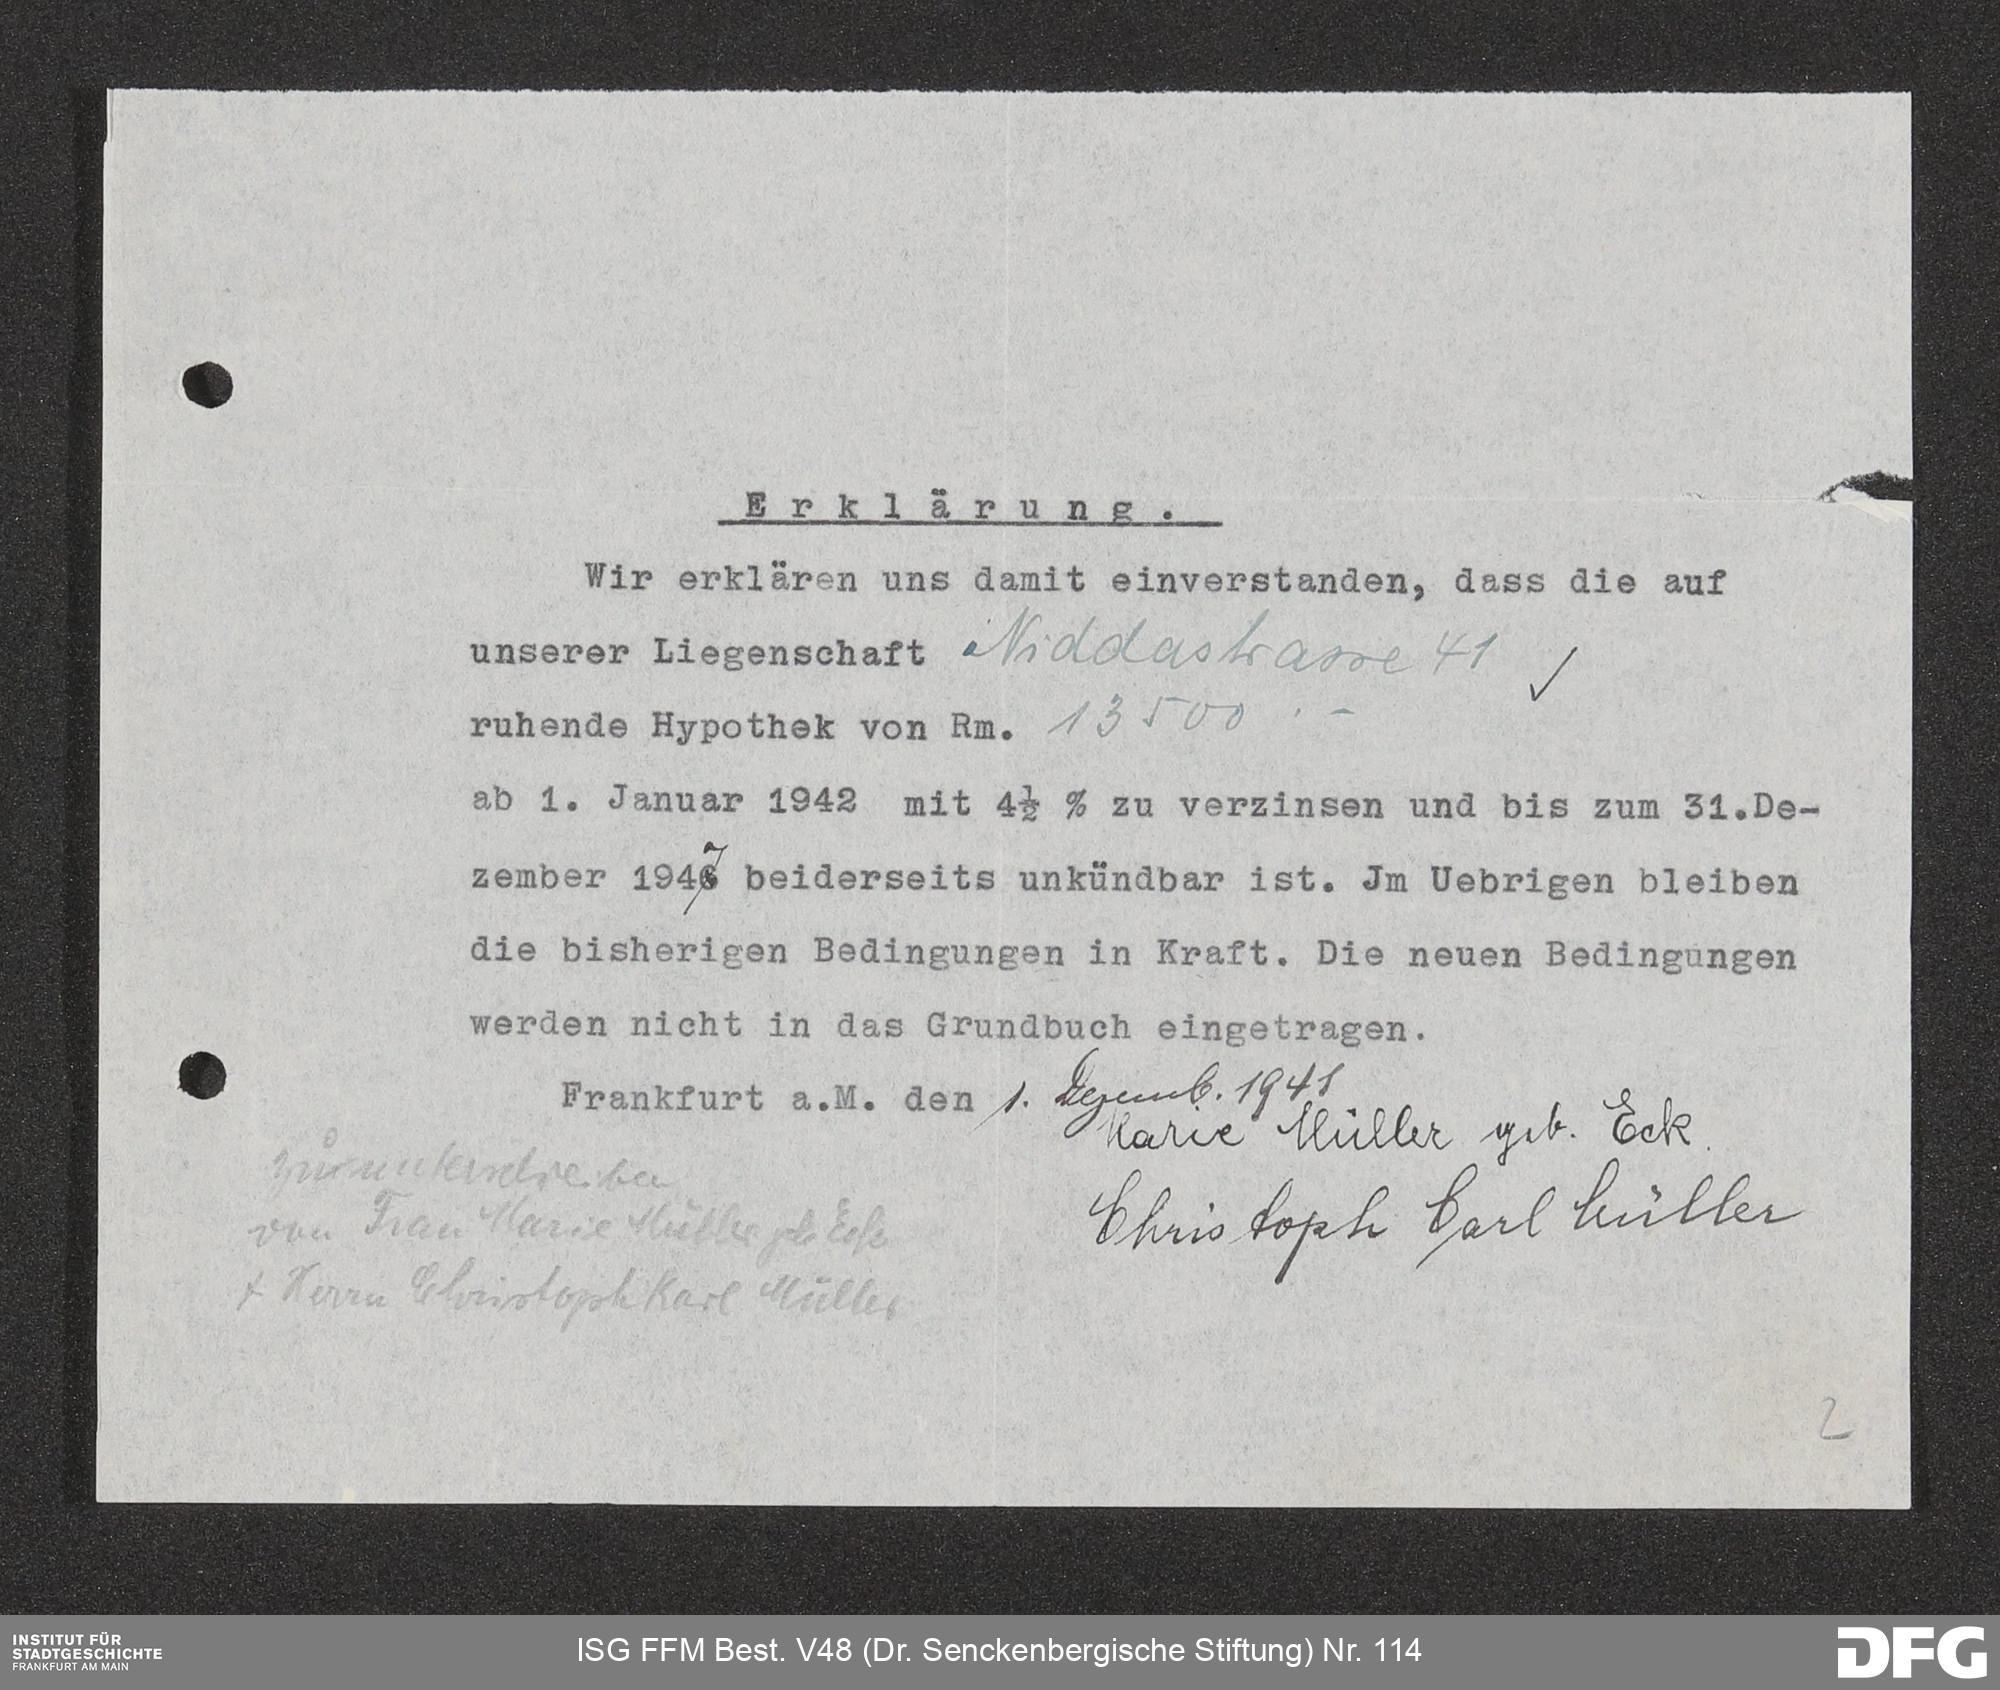 E r k l ä r u n g .
Wir erklären uns damit einverstanden, dass die auf
unserer Liegenschaft Niddastrasse 41
ruhende Hypothek von Rm. 13500.-
ab 1. Januar 1942 mit 4½ % zu verzinsen und bis zum 31.De-
zember 1947 beiderseits unkündbar ist. Jm Uebrigen bleiben
die bisherigen Bedingungen in Kraft. Die neuen Bedingungen
werden nicht in das Grundbuch eingetragen.
Frankfurt a.M. den 1. Dezemb. 1941
Marie Müller geb. Eck
Christoph Carl Müller
zu unterschreiben
von Frau Marie Müller geb Eck
+ Herrn Christoph Karl Müller
2
INSTITUT FÜR
STADTGESCHICHTE
FRANKFURT AM MAIN
ISG FFM Best. V48 (Dr. Senckenbergische Stiftung) Nr. 114
DFG